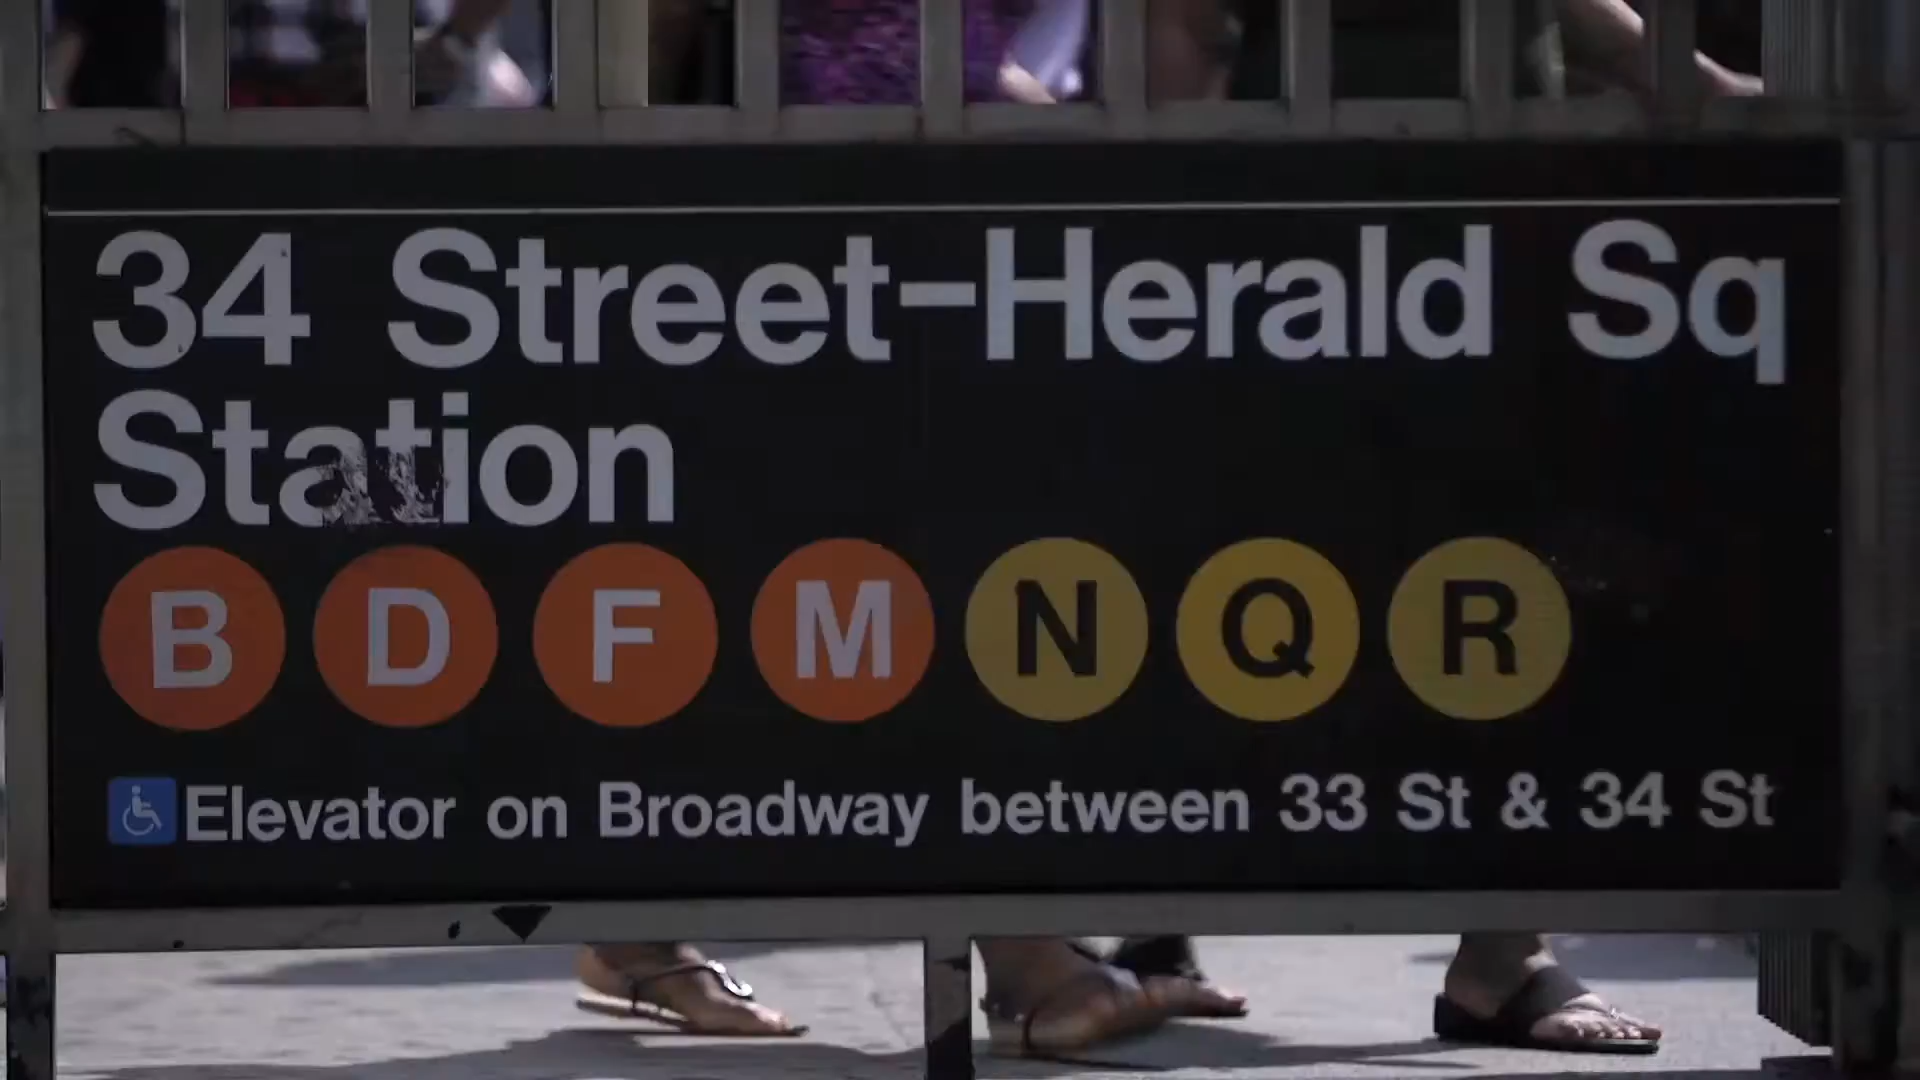 34 Street-Herald Sq
Station
B D F M N Q R
Elevator on Broadway between 33 St & 34 St